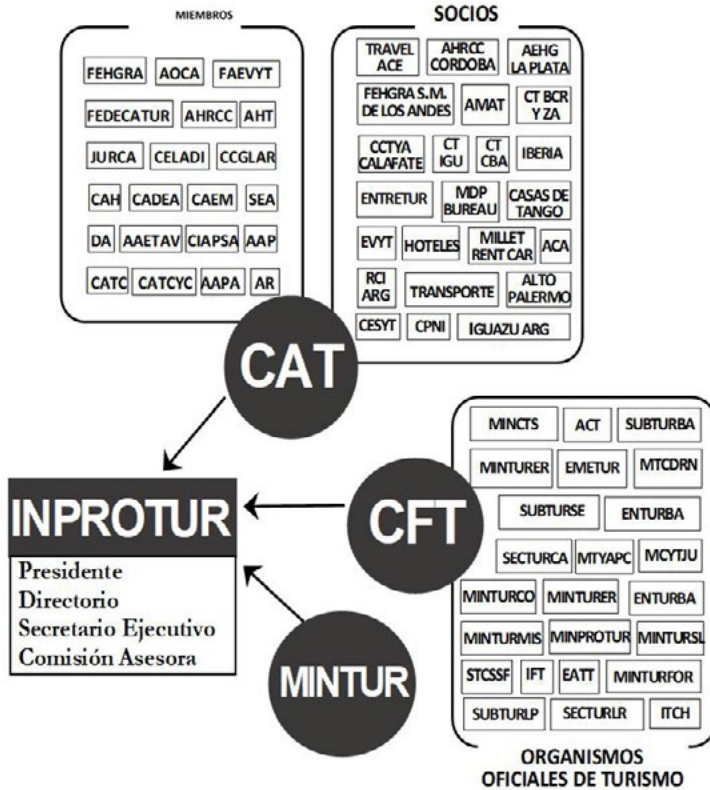 MIEMBROS
FEHGRA AOCA FAEVYT
FEDECATUR AHRCC AHT
JURCA CELADI CCGLAR
CAH CADEA CAEM SEA
DA AAETAV CIAPSA AAP
CATC CATCYC AAPA AR
SOCIOS
TRAVEL ACE
AHRCC CORDOBA
AEHG LA PLATA
FEHGRA S.M. DE LOS ANDES
AMAT
CT BCR Y ZA
CCTYA CALAFATE
CT IGU
CT CBA
IBERIA
ENTRETUR
MDP BUREAU
CASAS DE TANGO
EVYT
HOTELES
MILLET RENT CAR
ACA
RCI ARG
TRANSPORTE
ALTO PALERMO
CESYT
CPNI
IGUAZU ARG
CAT
INPROTUR
Presidente
Directorio
Secretario Ejecutivo
Comisión Asesora
CFT
MINTUR
MINCTS ACT SUBTURBA
MINTURER EMETUR MTCDRN
SUBTURSE ENTURBA
SECTURCA MTYAPC MCYTJU
MINTURCO MINTURER ENTURBA
MINTURMIS MINPROTUR MINTURSL
STCSSF IFT EATT MINTURFOR
SUBTURLP SECTURLR ITCH
ORGANISMOS
OFICIALES DE TURISMO